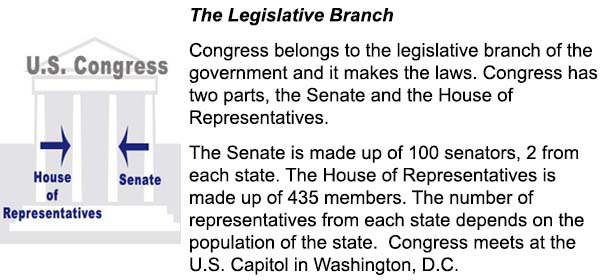 The Legislative Branch
U.S. Congress
House
of
Representatives
Senate
Congress belongs to the legislative branch of the
government and it makes the laws. Congress has
two parts, the Senate and the House of
Representatives.
The Senate is made up of 100 senators, 2 from
each state. The House of Representatives is
made up of 435 members. The number of
representatives from each state depends on the
population of the state.  Congress meets at the
U.S. Capitol in Washington, D.C.